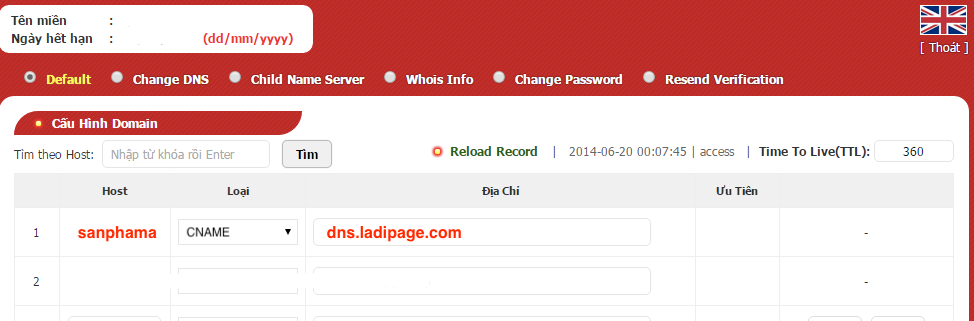 Tên miền :
Ngày hết hạn : (dd/mm/yyyy)
[ Thoát ]
Default Change DNS Child Name Server Whois Info Change Password Resend Verification
Cấu Hình Domain
Tìm theo Host: Nhập từ khóa rồi Enter Tìm Reload Record | 2014-06-20 00:07:45 | access | Time To Live(TTL): 360
Host Loại Địa Chỉ Ưu Tiên
1 sanphama CNAME dns.ladipage.com -
2 -